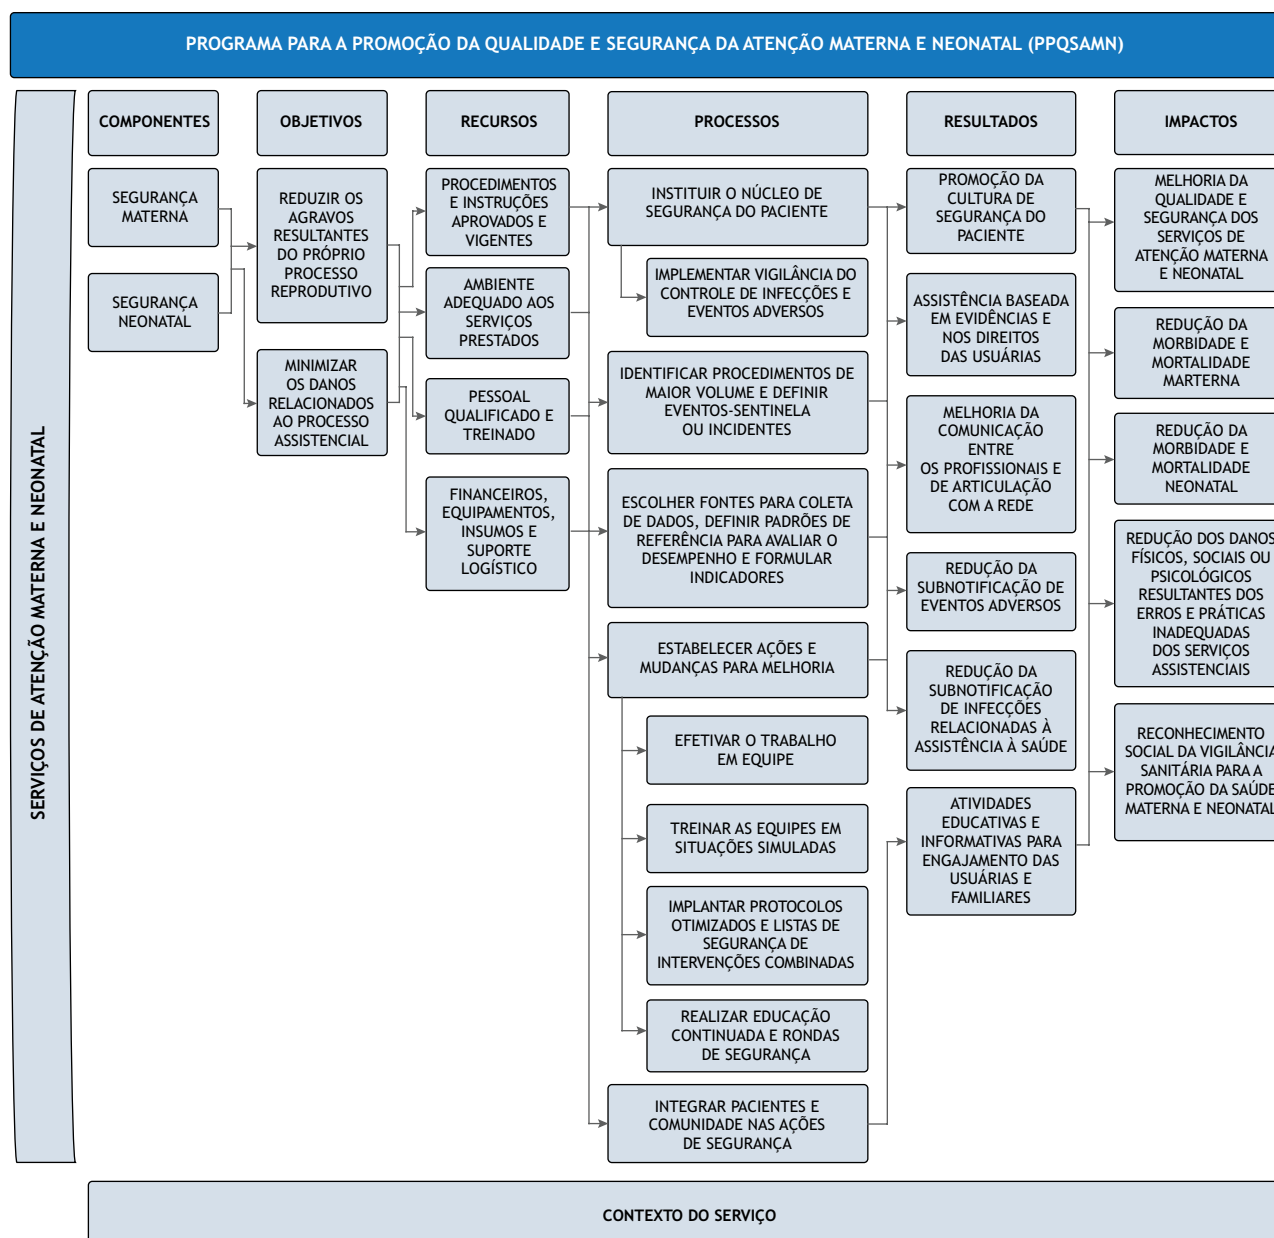 PROGRAMA PARA A PROMOÇÃO DA QUALIDADE E SEGURANÇA DA ATENÇÃO MATERNA E NEONATAL (PPQSAMN)
SERVIÇOS DE ATENÇÃO MATERNA E NEONATAL
COMPONENTES
SEGURANÇA
MATERNA
SEGURANÇA
NEONATAL
OBJETIVOS
REDUZIR OS
AGRAVOS
RESULTANTES
DO PRÓPRIO
PROCESSO
REPRODUTIVO
MINIMIZAR
OS DANOS
RELACIONADOS
AO PROCESSO
ASSISTENCIAL
RECURSOS
PROCEDIMENTOS
E INSTRUÇÕES
APROVADOS E
VIGENTES
AMBIENTE
ADEQUADO AOS
SERVIÇOS
PRESTADOS
PESSOAL
QUALIFICADO E
TREINADO
FINANCEIROS,
EQUIPAMENTOS,
INSUMOS E
SUPORTE
LOGÍSTICO
PROCESSOS
INSTITUIR O NÚCLEO DE
SEGURANÇA DO PACIENTE
IMPLEMENTAR VIGILÂNCIA DO
CONTROLE DE INFECÇÕES E
EVENTOS ADVERSOS
IDENTIFICAR PROCEDIMENTOS DE
MAIOR VOLUME E DEFINIR
EVENTOS-SENTINELA
OU INCIDENTES
ESCOLHER FONTES PARA COLETA
DE DADOS, DEFINIR PADRÕES DE
REFERÊNCIA PARA AVALIAR O
DESEMPENHO E FORMULAR
INDICADORES
ESTABELECER AÇÕES E
MUDANÇAS PARA MELHORIA
EFETIVAR O TRABALHO
EM EQUIPE
TREINAR AS EQUIPES EM
SITUAÇÕES SIMULADAS
IMPLANTAR PROTOCOLOS
OTIMIZADOS E LISTAS DE
SEGURANÇA DE
INTERVENÇÕES COMBINADAS
REALIZAR EDUCAÇÃO
CONTINUADA E RONDAS
DE SEGURANÇA
INTEGRAR PACIENTES E
COMUNIDADE NAS AÇÕES
DE SEGURANÇA
RESULTADOS
PROMOÇÃO DA
CULTURA DE
SEGURANÇA DO
PACIENTE
ASSISTÊNCIA BASEADA
EM EVIDÊNCIAS E
NOS DIREITOS
DAS USUÁRIAS
MELHORIA DA
COMUNICAÇÃO
ENTRE
OS PROFISSIONAIS E
DE ARTICULAÇÃO
COM A REDE
REDUÇÃO DA
SUBNOTIFICAÇÃO DE
EVENTOS ADVERSOS
REDUÇÃO DA
SUBNOTIFICAÇÃO
DE INFECÇÕES
RELACIONADAS À
ASSISTÊNCIA À SAÚDE
ATIVIDADES
EDUCATIVAS E
INFORMATIVAS PARA
ENGAJAMENTO DAS
USUÁRIAS E
FAMILIARES
IMPACTOS
MELHORIA DA
QUALIDADE E
SEGURANÇA DOS
SERVIÇOS DE
ATENÇÃO MATERNA
E NEONATAL
REDUÇÃO DA
MORBIDADE E
MORTALIDADE
MARTERNA
REDUÇÃO DA
MORBIDADE E
MORTALIDADE
NEONATAL
REDUÇÃO DOS DANOS
FÍSICOS, SOCIAIS OU
PSICOLÓGICOS
RESULTANTES DOS
ERROS E PRÁTICAS
INADEQUADAS
DOS SERVIÇOS
ASSISTENCIAIS
RECONHECIMENTO
SOCIAL DA VIGILÂNCIA
SANITÁRIA PARA A
PROMOÇÃO DA SAÚDE
MATERNA E NEONATAL
CONTEXTO DO SERVIÇO